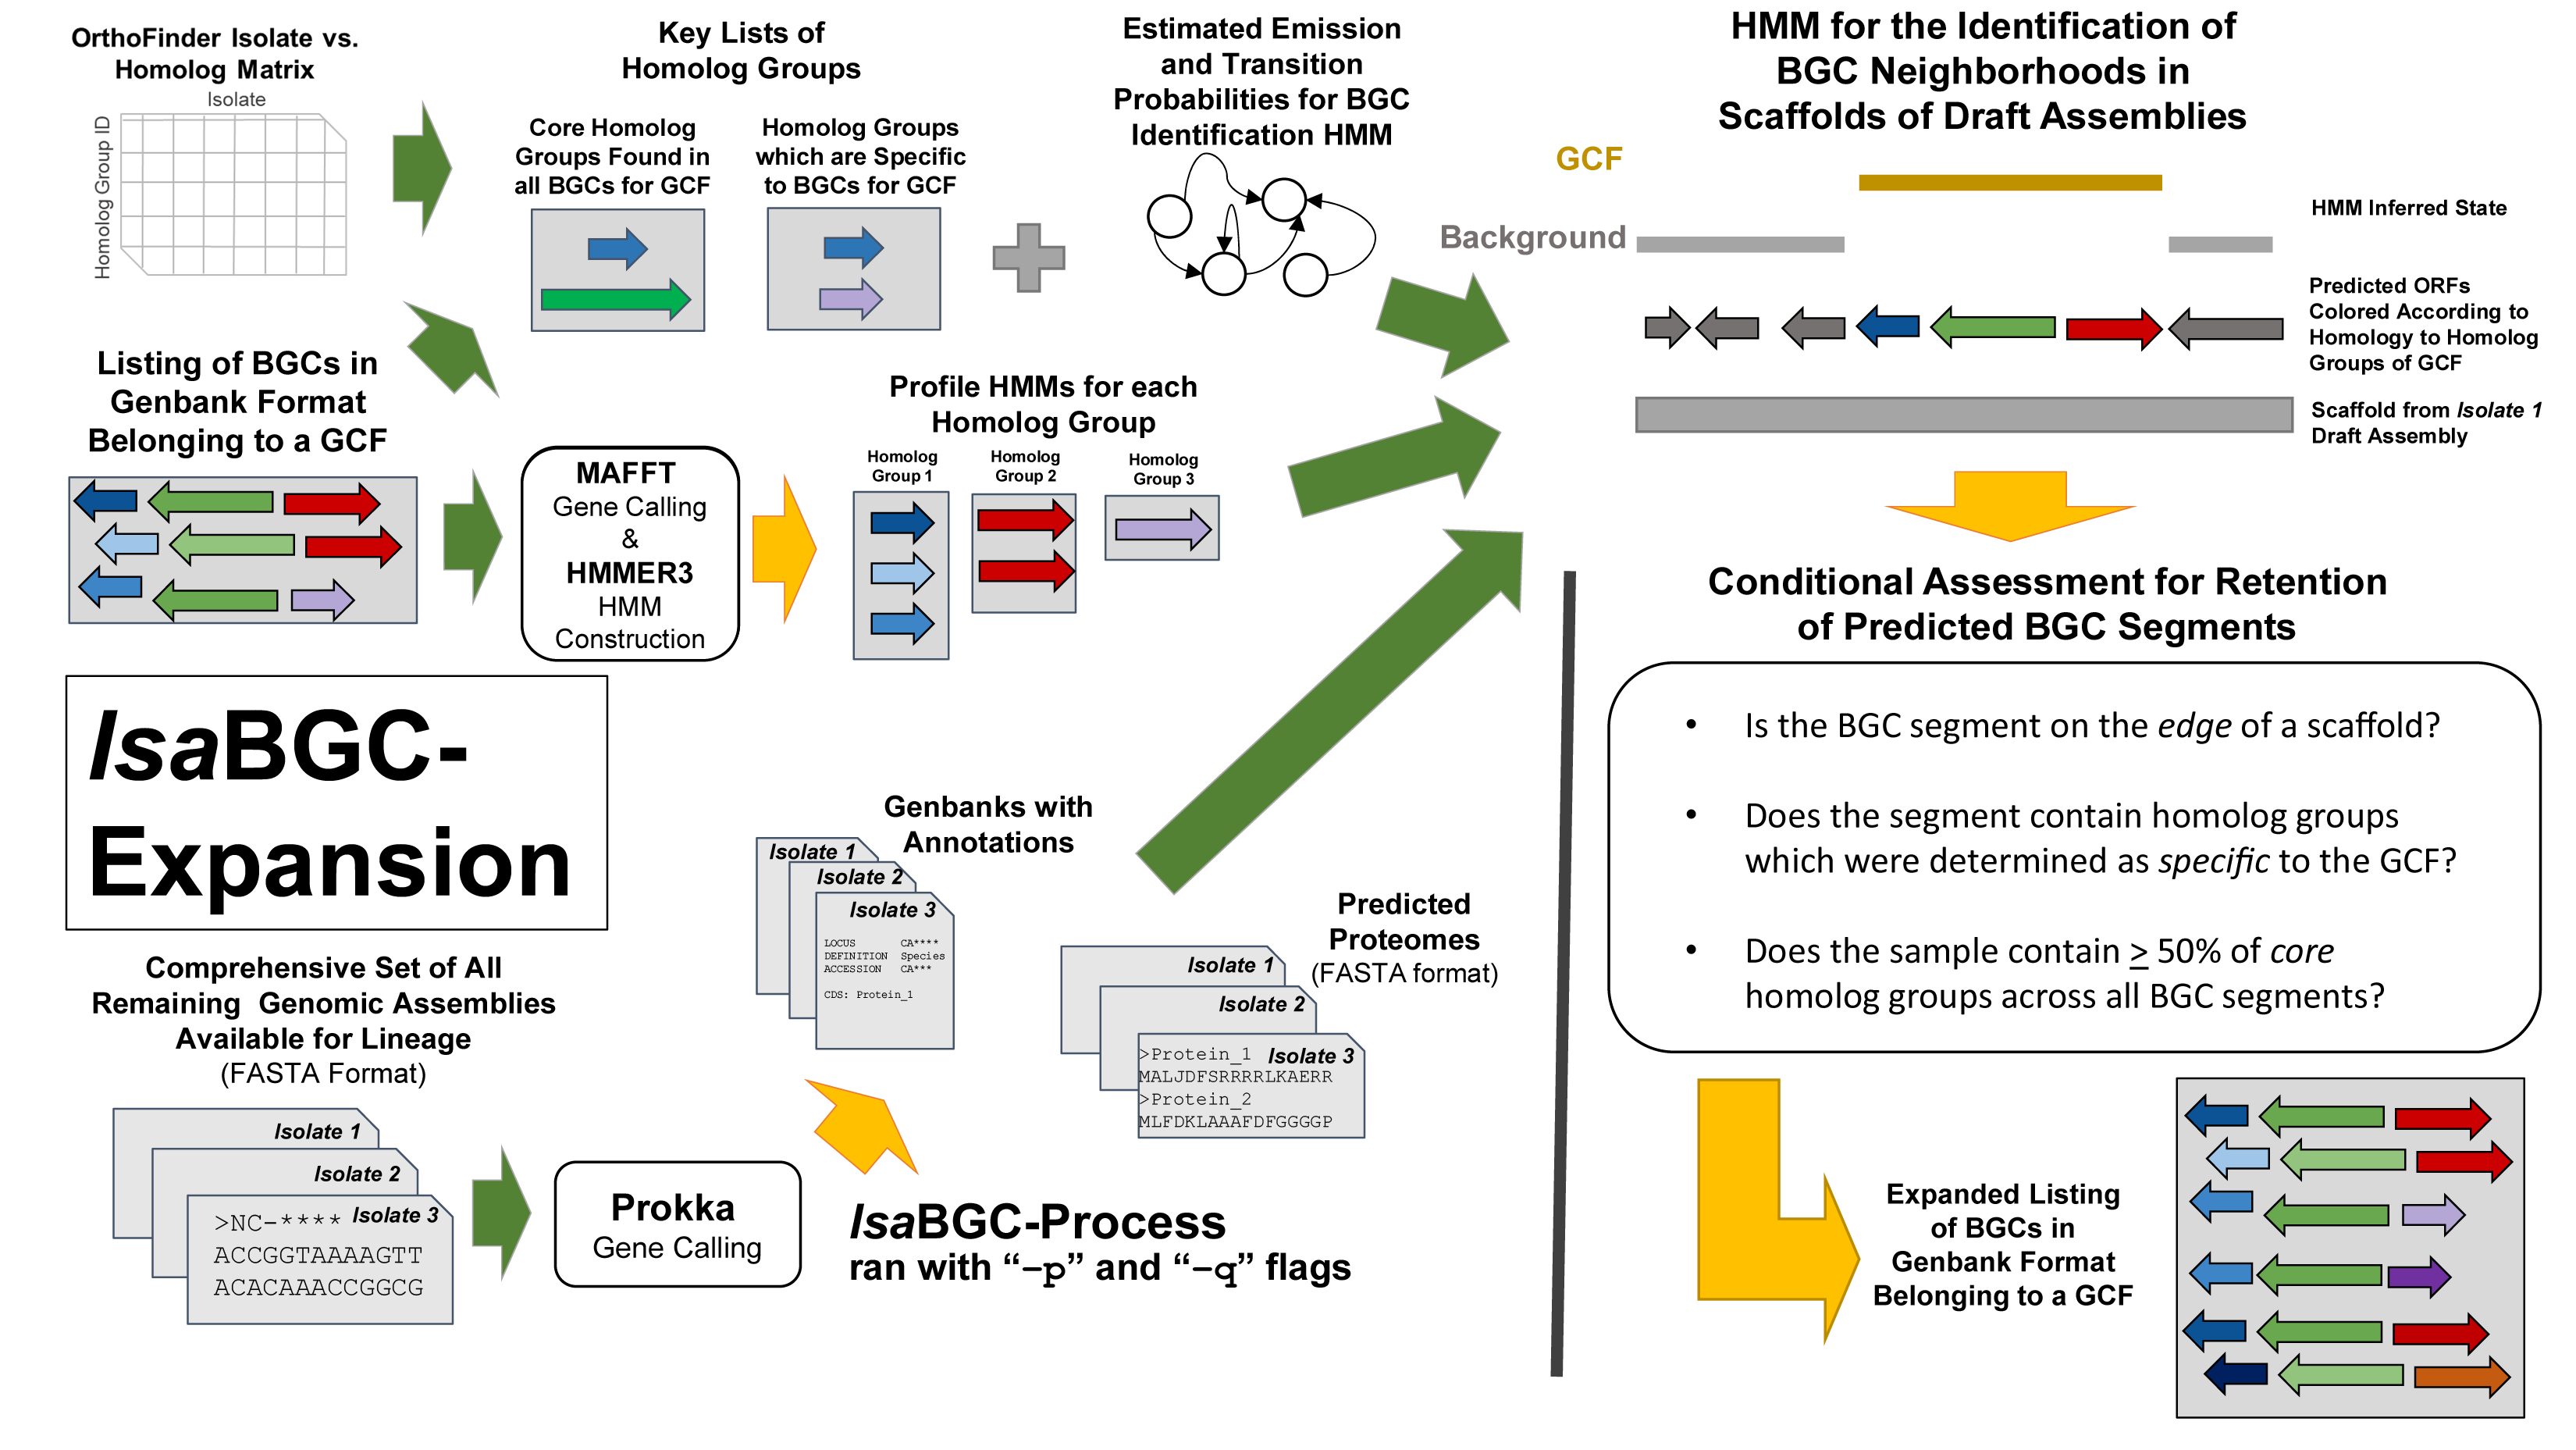 OrthoFinder Isolate vs.
Homolog Matrix
Isolate
Homolog Group ID
Key Lists of
Homolog Groups
Core Homolog
Groups Found in
all BGCs for GCF
Homolog Groups
which are Specific
to BGCs for GCF
Estimated Emission
and Transition
Probabilities for BGC
Identification HMM
HMM for the Identification of
BGC Neighborhoods in
Scaffolds of Draft Assemblies
GCF
Background
HMM Inferred State
Predicted ORFs
Colored According to
Homology to Homolog
Groups of GCF
Scaffold from Isolate 1
Draft Assembly
Listing of BGCs in
Genbank Format
Belonging to a GCF
MAFFT
Gene Calling
&
HMMER3
HMM
Construction
Profile HMMs for each
Homolog Group
Homolog
Group 1
Homolog
Group 2
Homolog
Group 3
IsaBGC-
Expansion
Conditional Assessment for Retention
of Predicted BGC Segments
• Is the BGC segment on the edge of a scaffold?
• Does the segment contain homolog groups
which were determined as specific to the GCF?
• Does the sample contain ≥ 50% of core
homolog groups across all BGC segments?
Genbanks with
Annotations
Isolate 1
Isolate 2
Isolate 3
LOCUS CA****
DEFINITION Species
ACCESSION CA***
CDS: Protein_1
Predicted
Proteomes
(FASTA format)
Isolate 1
Isolate 2
>Protein_1 Isolate 3
MALJDFSRRRRLKAERR
>Protein_2
MLFDKLAAAFDFGGGGP
Comprehensive Set of All
Remaining Genomic Assemblies
Available for Lineage
(FASTA Format)
Isolate 1
Isolate 2
>NC-**** Isolate 3
ACCGGTAAAAGTT
ACACAAACCGGCG
Prokka
Gene Calling
IsaBGC-Process
ran with “-p” and “-q” flags
Expanded Listing
of BGCs in
Genbank Format
Belonging to a GCF